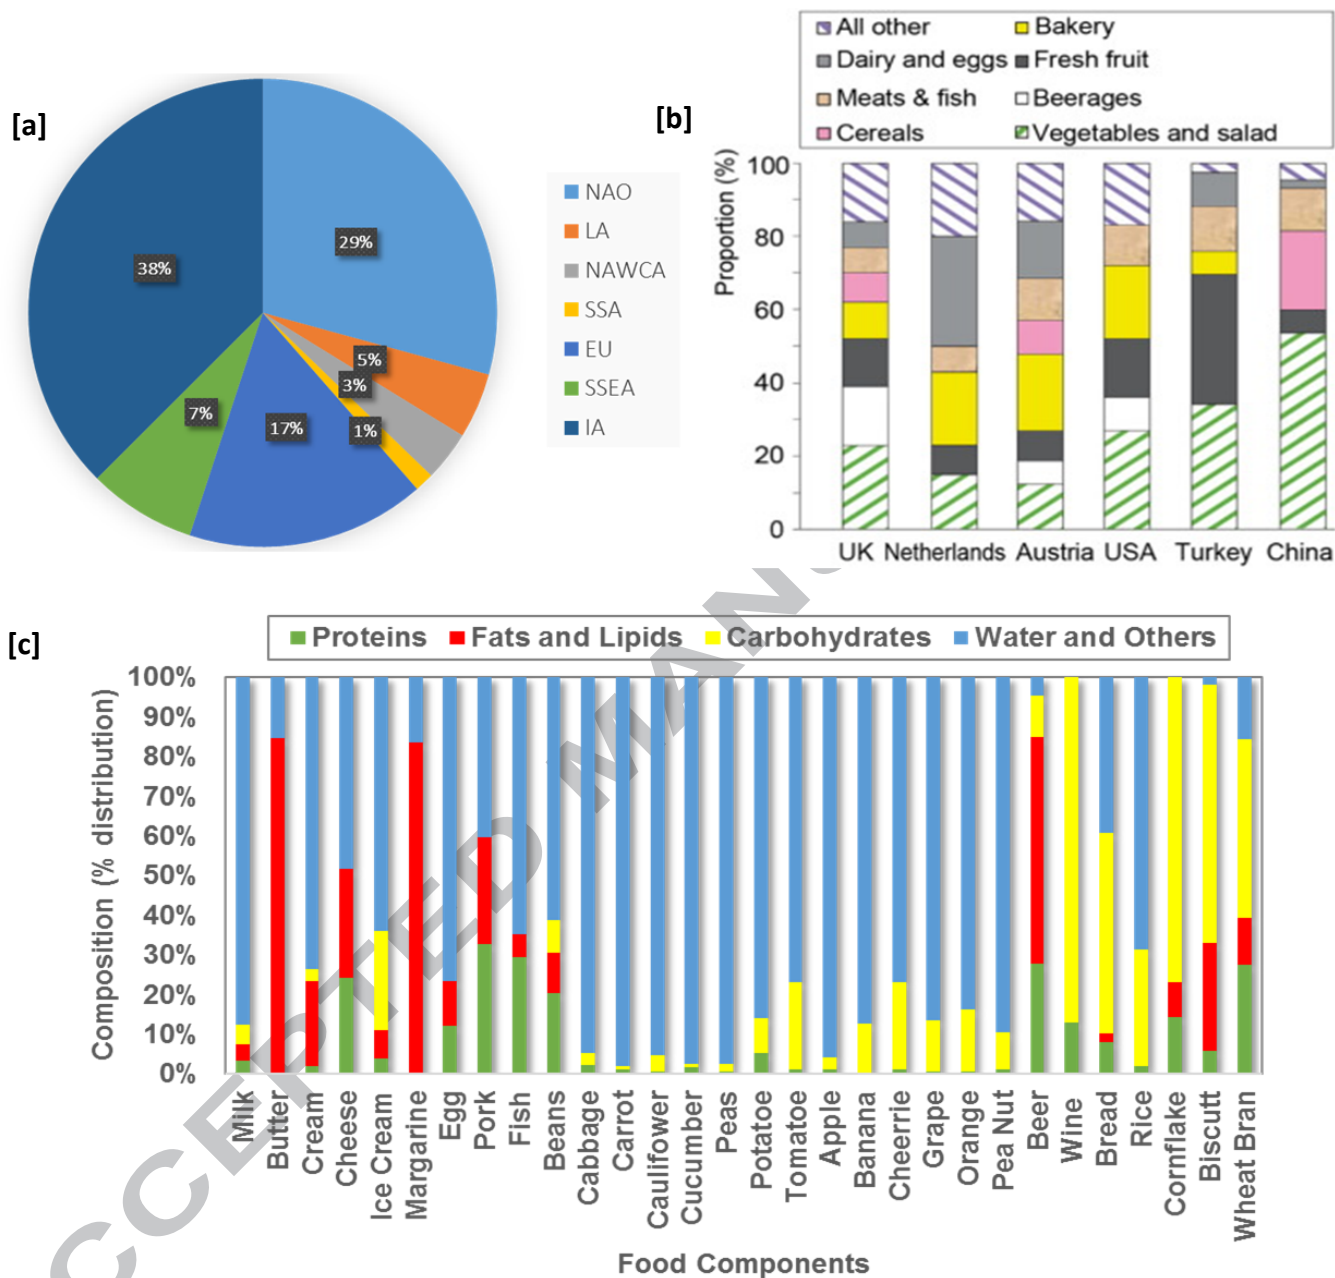 [a]
29%
38%
5%
3%
7%
17%
1%
NAO
LA
NAWCA
SSA
EU
SSEA
IA
[b]
All other
Bakery
Dairy and eggs
Fresh fruit
Meats & fish
Beerages
Cereals
Vegetables and salad
Proportion (%)
100
80
60
40
20
0
UK Netherlands Austria USA Turkey China
[c]
Proteins Fats and Lipids Carbohydrates Water and Others
Composition (% distribution)
100%
90%
80%
70%
60%
50%
40%
30%
20%
10%
0%
Milk
Butter
Cream
Cheese
Ice Cream
Margarine
Egg
Pork
Fish
Beans
Cabbage
Carrot
Caulifower
Cucumber
Peas
Potatoe
Tomatoe
Apple
Banana
Cheerrie
Grape
Orange
Pea Nut
Beer
Wine
Bread
Rice
Cornflake
Biscutt
Wheat Bran
Food Components
CCEPTED MANU